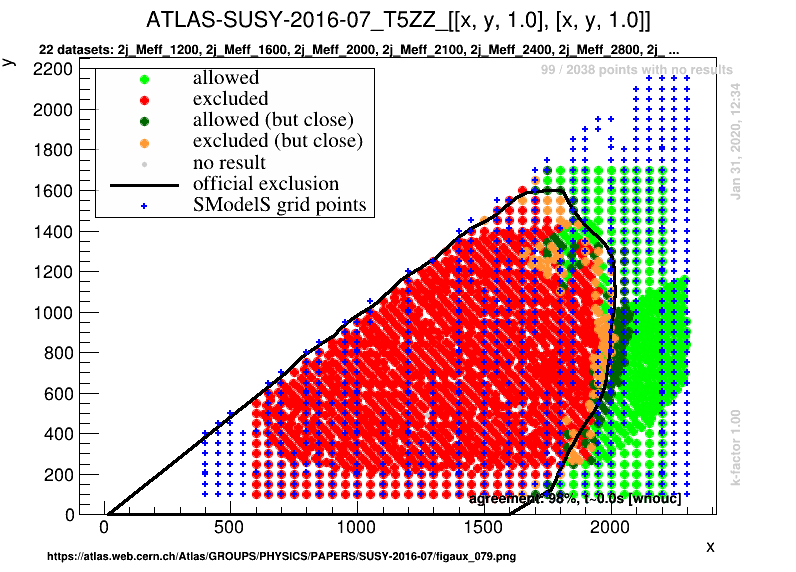 ATLAS-SUSY-2016-07_T5ZZ_[[x, y, 1.0], [x, y, 1.0]]
22 datasets: 2j_Meff_1200, 2j_Meff_1600, 2j_Meff_2000, 2j_Meff_2100, 2j_Meff_2400, 2j_Meff_2800, 2j_ ...
y
99 / 2038 points with no results
2200
2000
1800
1600
1400
1200
1000
800
600
400
200
0
allowed
excluded
allowed (but close)
excluded (but close)
no result
official exclusion
SModelS grid points
Jan 31, 2020, 12:34
k-factor 1.00
agreement: 98%, t~0.0s [wnouc]
0 500 1000 1500 2000
x
https://atlas.web.cern.ch/Atlas/GROUPS/PHYSICS/PAPERS/SUSY-2016-07/figaux_079.png